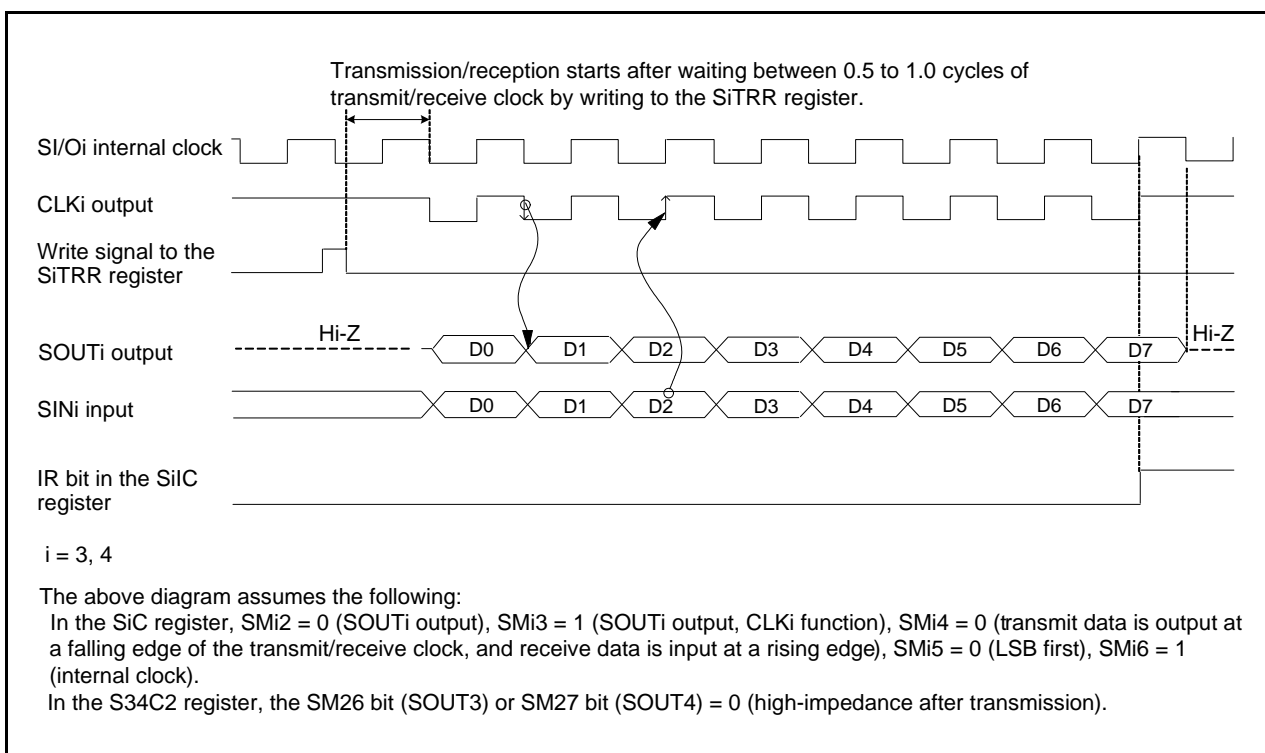 Transmission/reception starts after waiting between 0.5 to 1.0 cycles of
transmit/receive clock by writing to the SiTRR register.
SI/Oi internal clock
CLKi output
Write signal to the
SiTRR register
Hi-Z
SOUTi output
D0 D1 D2 D3 D4 D5 D6 D7
Hi-Z
SINi input
D0 D1 D2 D3 D4 D5 D6 D7
IR bit in the SiIC
register
i = 3, 4
The above diagram assumes the following:
In the SiC register, SMi2 = 0 (SOUTi output), SMi3 = 1 (SOUTi output, CLKi function), SMi4 = 0 (transmit data is output at
a falling edge of the transmit/receive clock, and receive data is input at a rising edge), SMi5 = 0 (LSB first), SMi6 = 1
(internal clock).
In the S34C2 register, the SM26 bit (SOUT3) or SM27 bit (SOUT4) = 0 (high-impedance after transmission).